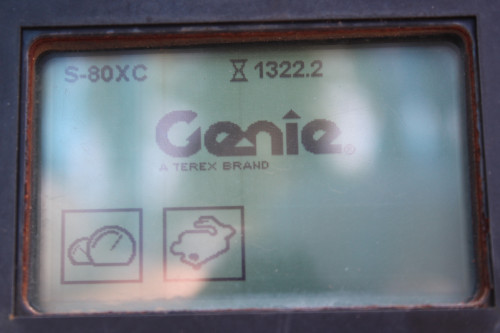 S-80XC 1322.2
Genie®
A TEREX BRAND